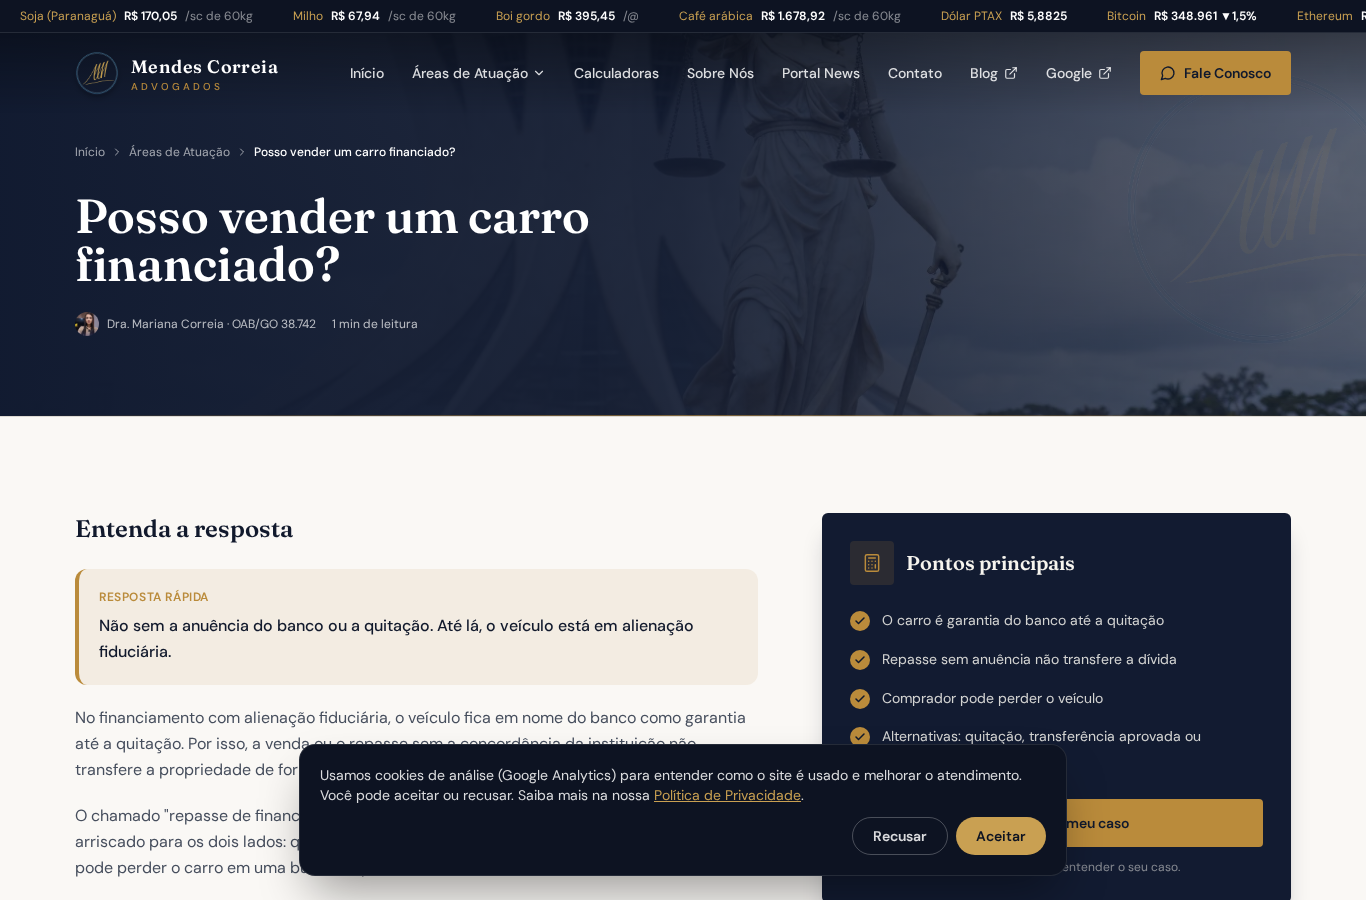 Soja (Paranaguá) R$ 170,05 /sc de 60kg Milho R$ 67,94 /sc de 60kg Boi gordo R$ 395,45 /@ Café arábica R$ 1.678,92 /sc de 60kg Dólar PTAX R$ 5,8825 Bitcoin R$ 348.961 ▼1,5% Ethereum
Mendes Correia
ADVOGADOS
Início Áreas de Atuação Calculadoras Sobre Nós Portal News Contato Blog Google Fale Conosco
Início > Áreas de Atuação > Posso vender um carro financiado?
Posso vender um carro
financiado?
Dra. Mariana Correia · OAB/GO 38.742 1 min de leitura
Entenda a resposta
RESPOSTA RÁPIDA
Não sem a anuência do banco ou a quitação. Até lá, o veículo está em alienação
fiduciária.
No financiamento com alienação fiduciária, o veículo fica em nome do banco como garantia
até a quitação. Por isso, a venda ou o repasse sem a concordância da instituição não
transfere a propriedade de
O chamado "repasse de
arriscado para os dois lados:
pode perder o carro em uma
Pontos principais
O carro é garantia do banco até a quitação
Repasse sem anuência não transfere a dívida
Comprador pode perder o veículo
Alternativas: quitação, transferência aprovada ou
meu caso
entender o seu caso.
Usamos cookies de análise (Google Analytics) para entender como o site é usado e melhorar o atendimento.
Você pode aceitar ou recusar. Saiba mais na nossa Política de Privacidade.
Recusar Aceitar